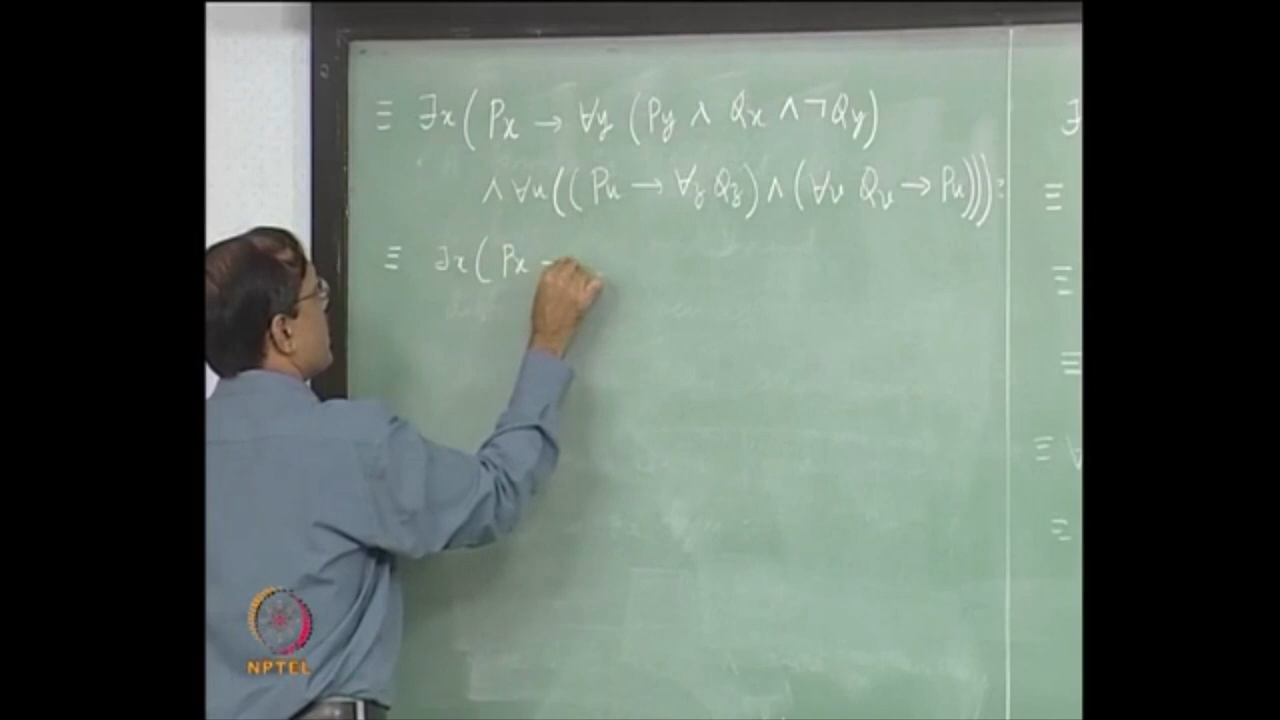 ≡ ∃x(Px → ∀y (Py ∧ Qx ∧ ¬Qy)
∧ ∀u((Pu → ∀z Qz) ∧ (∀v Qv → Pu)))
≡ ∃x( Px
∃
≡
≡
≡
≡ ∀
≡
NPTEL